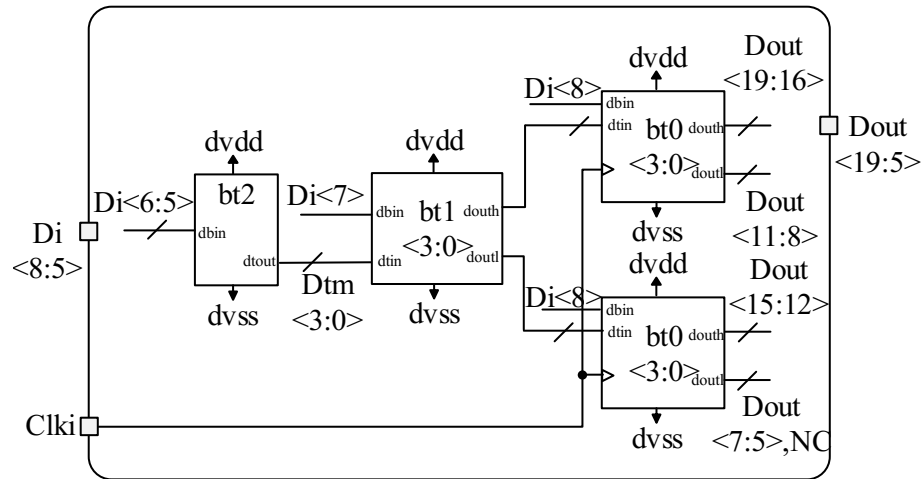 Dout
<19:16>
dvdd
Di<8>
dbin
dtin
bt0
<3:0>
douth
doutl
dvss
Dout
<11:8>
Dout
<19:5>
dvdd
bt2
Di<6:5>
dbin
dtout
dvss
Di
<8:5>
dvdd
Di<7>
dbin
bt1
<3:0>
dtin
douth
doutl
dvss
Dtm
<3:0>
dvdd
Di<8>
dbin
dtin
bt0
<3:0>
douth
doutl
dvss
Dout
<15:12>
Dout
<7:5>,NC
Clki